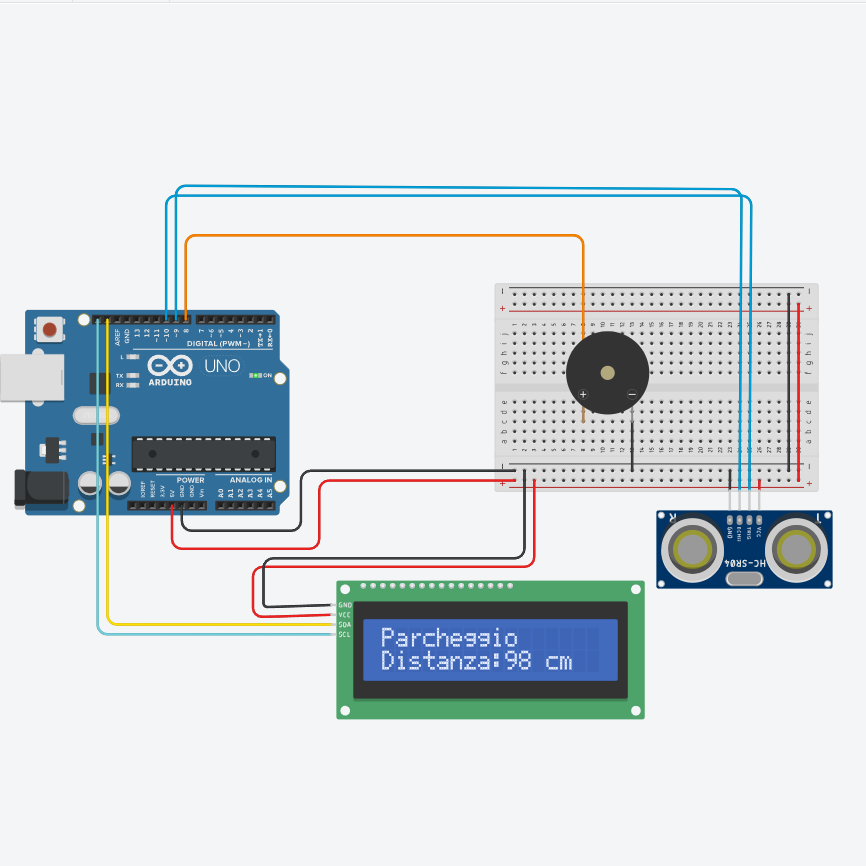 AREF
GND
13
12
~11
~10
~9
8
7
~6
~5
4
~3
2
TX→1
RX←0
DIGITAL (PWM~)
L
TX
RX
ARDUINO
UNO
ON
POWER
ANALOG IN
IOREF
RESET
3.3V
5V
GND
GND
Vin
A0
A1
A2
A3
A4
A5
GND
VCC
SDA
SCL
Parcheggio
Distanza:98 cm
GND
ECHO
TRIG
VCC
HC-SR04
R
T